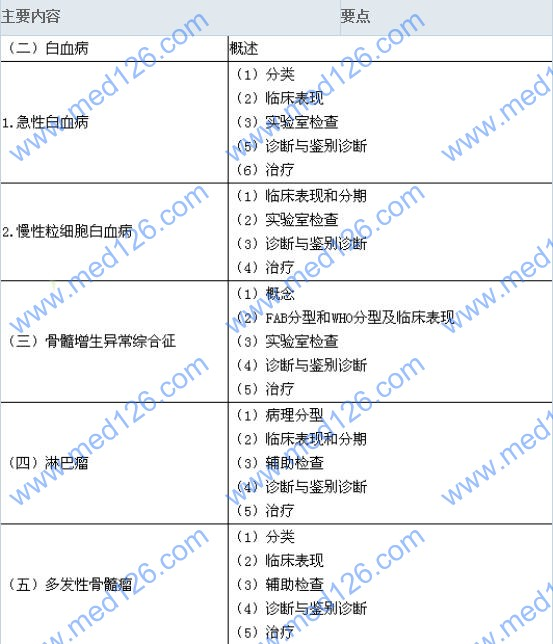 主要内容 要点
（二）白血病 概述
1.急性白血病
（1）分类
（2）临床表现
（3）实验室检查
（5）诊断与鉴别诊断
（6）治疗
2.慢性粒细胞白血病
（1）临床表现和分期
（2）实验室检查
（3）诊断与鉴别诊断
（4）治疗
（三）骨髓增生异常综合征
（1）概念
（2）FAB分型和WHO分型及临床表现
（3）实验室检查
（4）诊断与鉴别诊断
（5）治疗
（四）淋巴瘤
（1）病理分型
（2）临床表现和分期
（3）辅助检查
（4）诊断与鉴别诊断
（5）治疗
（五）多发性骨髓瘤
（1）分类
（2）临床表现
（3）辅助检查
（4）诊断与鉴别诊断
（5）治疗
www.med126.com
www.med126.com
www.med126.com
www.med126.com
www.med126.com
www.med126.com
www.med126.com
www.med126.com